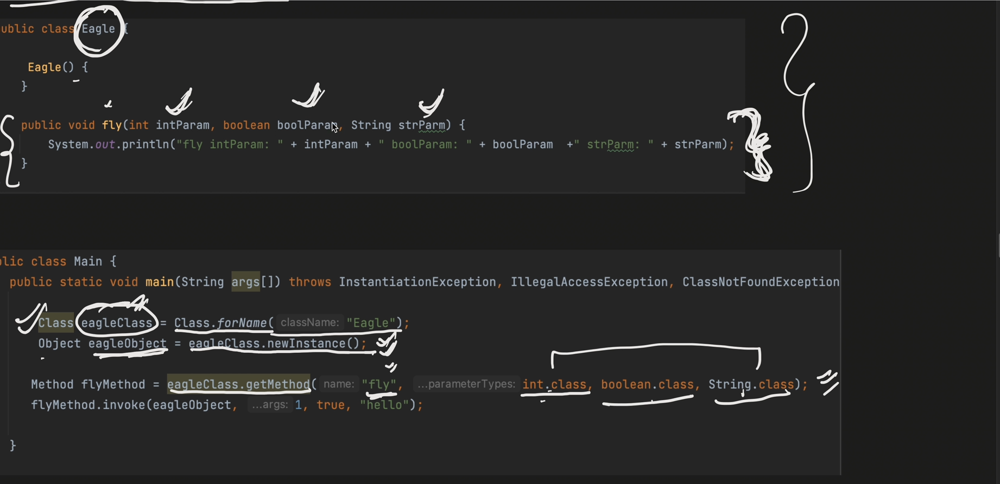 ublic class Eagle {
Eagle() {
}
public void fly(int intParam, boolean boolParam, String strParm) {
System.out.println("fly intParam: " + intParam + " boolParam: " + boolParam +" strParm: " + strParm);
}
blic class Main {
public static void main(String args[]) throws InstantiationException, IllegalAccessException, ClassNotFoundException
Class eagleClass = Class.forName( className: "Eagle");
Object eagleObject = eagleClass.newInstance();
Method flyMethod = eagleClass.getMethod( name: "fly", ...parameterTypes: int.class, boolean.class, String.class);
flyMethod.invoke(eagleObject, ...args: 1, true, "hello");
}